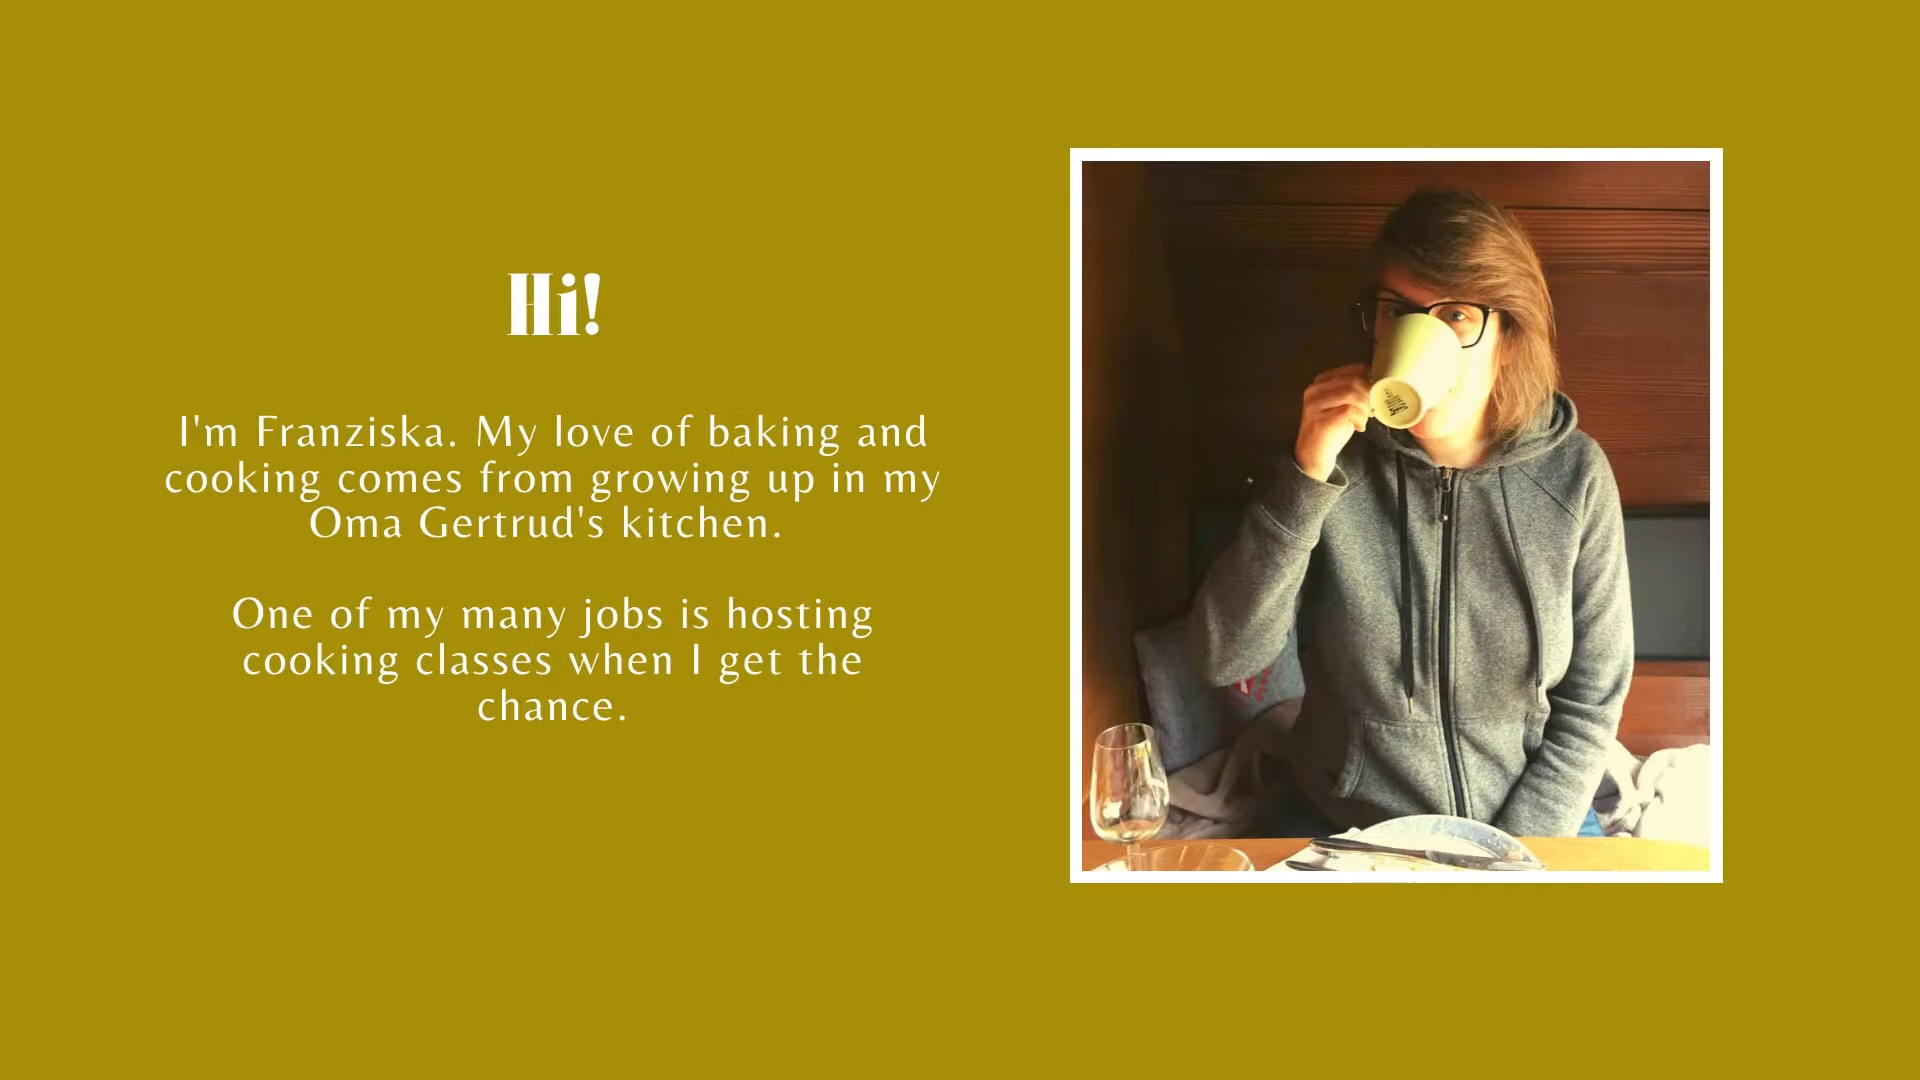 Hi!
I'm Franziska. My love of baking and
cooking comes from growing up in my
Oma Gertrud's kitchen.
One of my many jobs is hosting
cooking classes when I get the
chance.